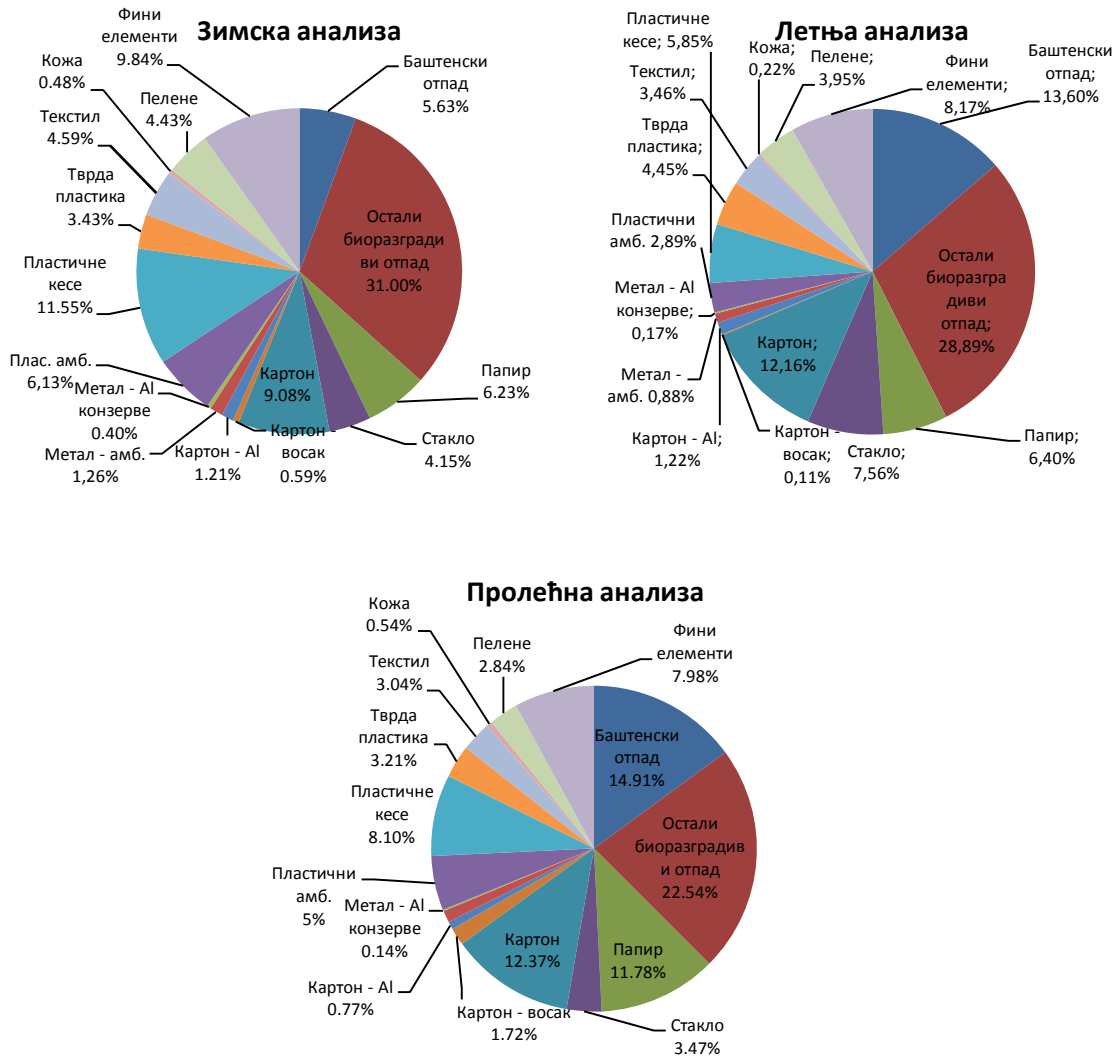 Зимска анализа
Фини
елементи
9.84%
Баштенски
отпад
5.63%
Остали
биоразгради
ви отпад
31.00%
Папир
6.23%
Стакло
4.15%
Картон
9.08%
Картон -
восак
0.59%
Картон - Al
1.21%
Метал - амб.
1,26%
Метал - Al
конзерве
0.40%
Плас. амб.
6,13%
Пластичне
кесе
11.55%
Тврда
пластика
3.43%
Текстил
4.59%
Кожа
0.48%
Пелене
4.43%
Летња анализа
Баштенски
отпад;
13,60%
Остали
биоразгра
диви
отпад;
28,89%
Папир;
6,40%
Стакло;
7,56%
Картон;
12,16%
Картон -
восак;
0,11%
Картон - Al;
1,22%
Метал -
амб. 0,88%
Метал - Al
конзерве;
0,17%
Пластични
амб. 2,89%
Пластичне
кесе; 5,85%
Тврда
пластика;
4,45%
Текстил;
3,46%
Кожа;
0,22%
Пелене;
3,95%
Фини
елементи;
8,17%
Пролећна анализа
Баштенски
отпад
14.91%
Остали
биоразградив
и отпад
22.54%
Папир
11.78%
Стакло
3.47%
Картон
12.37%
Картон - восак
1.72%
Картон - Al
0.77%
Метал - Al
конзерве
0.14%
Пластични
амб.
5%
Пластичне
кесе
8.10%
Тврда
пластика
3.21%
Текстил
3.04%
Кожа
0.54%
Пелене
2.84%
Фини
елементи
7.98%